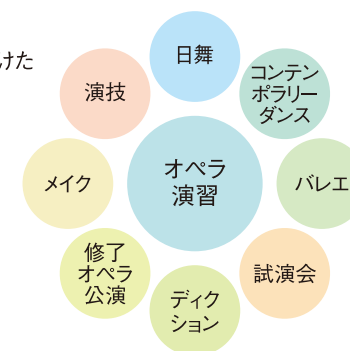 けた
日舞
コンテン
ポラリー
ダンス
演技
オペラ
演習
メイク
バレエ
修了
オペラ
公演
試演会
ディク
ション